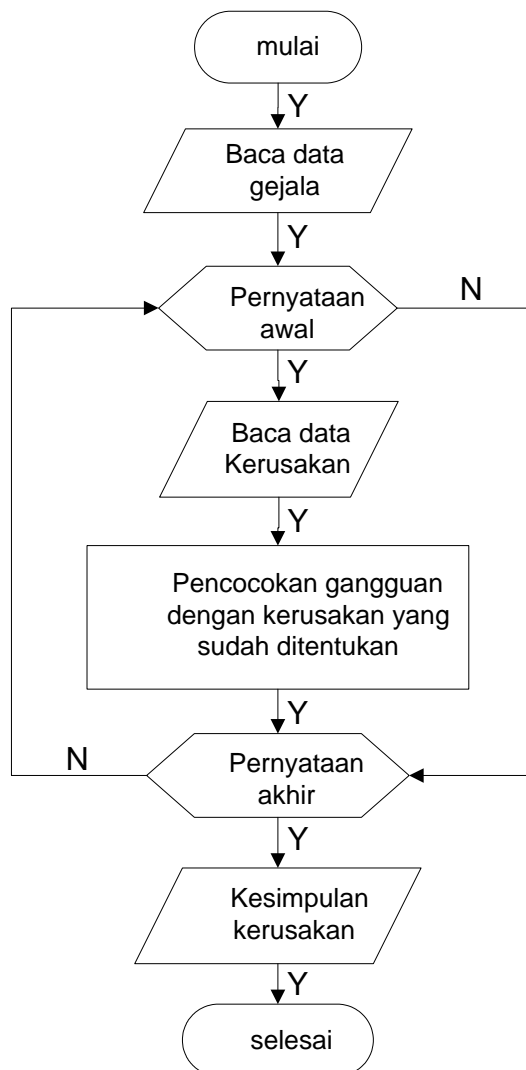 mulai
Y
Baca data
gejala
Y
Pernyataan
awal
N
Y
Baca data
Kerusakan
Y
Pencocokan gangguan
dengan kerusakan yang
sudah ditentukan
Y
N
Pernyataan
akhir
Y
Kesimpulan
kerusakan
Y
selesai